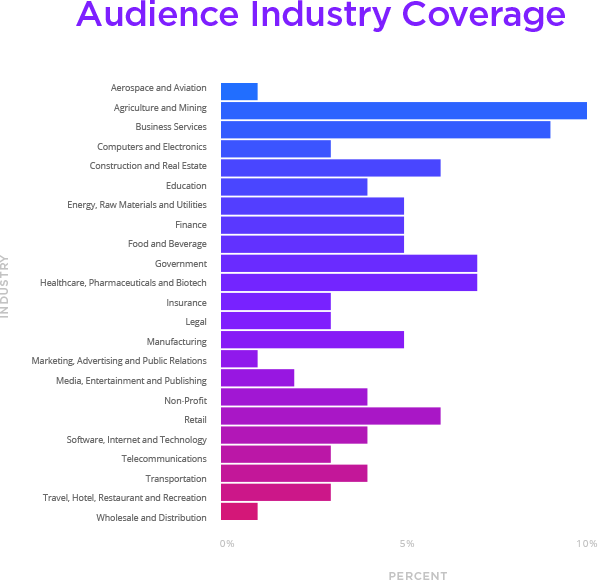 Audience Industry Coverage
Aerospace and Aviation
Agriculture and Mining
Business Services
Computers and Electronics
Construction and Real Estate
Education
Energy, Raw Materials and Utilities
Finance
Food and Beverage
Government
Healthcare, Pharmaceuticals and Biotech
Insurance
Legal
Manufacturing
Marketing, Advertising and Public Relations
Media, Entertainment and Publishing
Non-Profit
Retail
Software, Internet and Technology
Telecommunications
Transportation
Travel, Hotel, Restaurant and Recreation
Wholesale and Distribution
INDUSTRY
0% 5% 10%
PERCENT